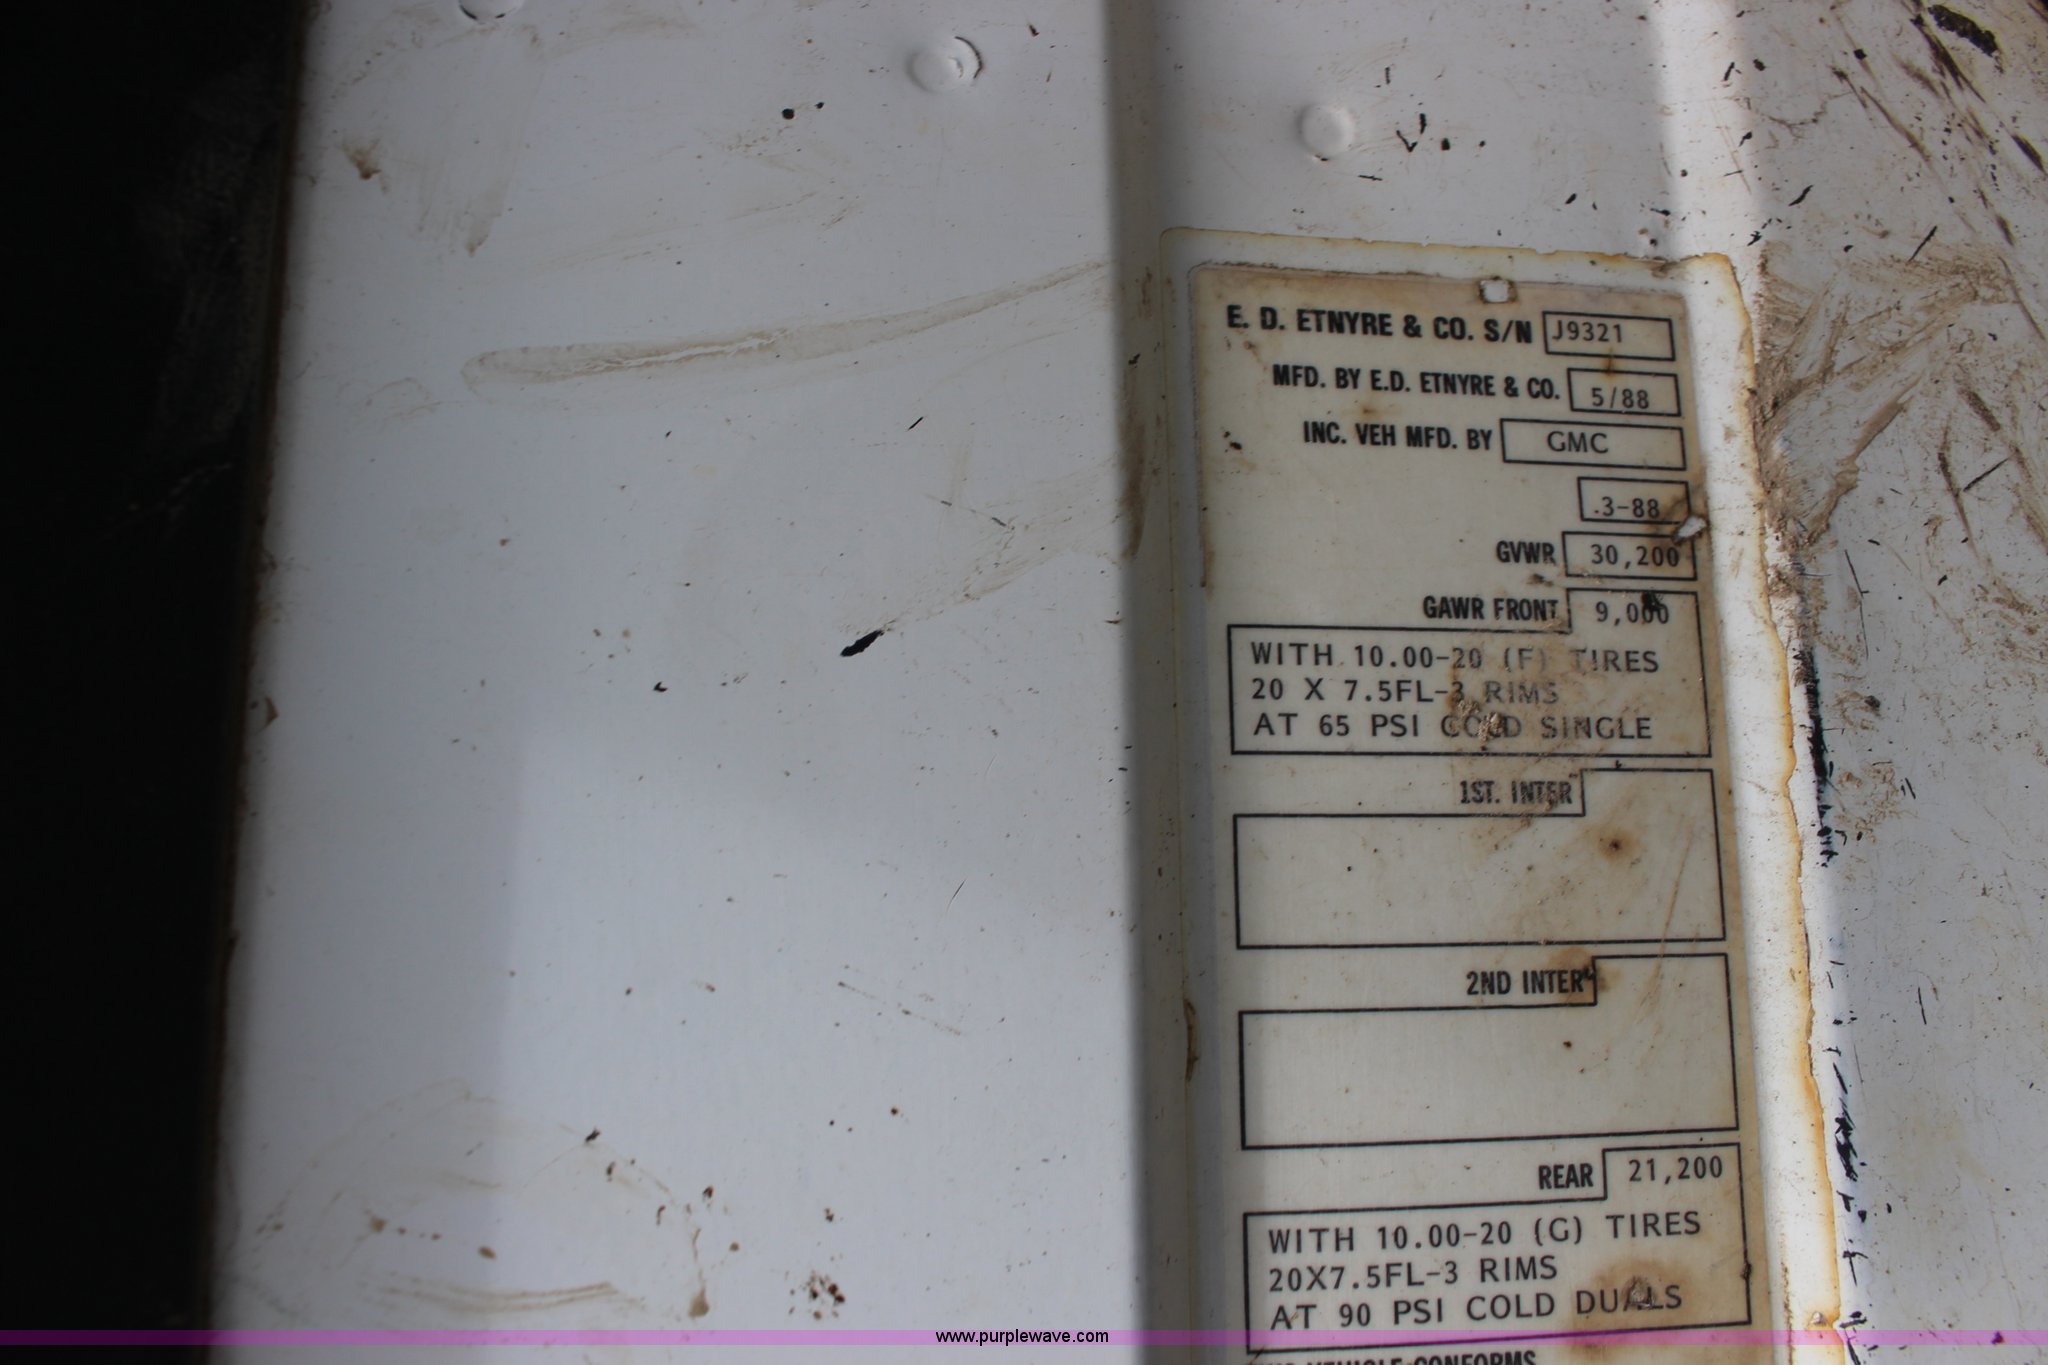 E. D. ETNYRE & CO. S/N J9321
MFD. BY E.D. ETNYRE & CO. 5/88
INC. VEH MFD. BY GMC
.3-88
GVWR 30,200
GAWR FRONT 9,000
WITH 10.00-20 (F) TIRES
20 X 7.5FL-3 RIMS
AT 65 PSI COLD SINGLE
1ST. INTER
2ND INTER
REAR 21,200
WITH 10.00-20 (G) TIRES
20X7.5FL-3 RIMS
AT 90 PSI COLD DUALS
VEHICLE CONFORMS
www.purplewave.com